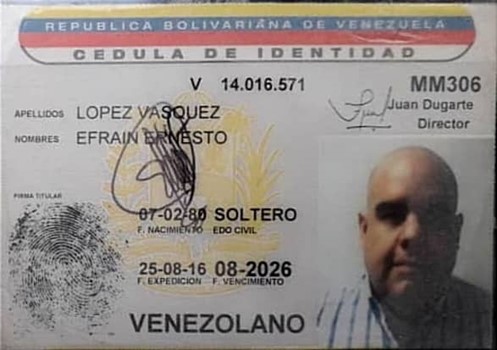 REPUBLICA BOLIVARIANA DE VENEZUELA
CEDULA DE IDENTIDAD
V 14.016.571
MM306
Juan Dugarte
Director
APELLIDOS LOPEZ VASQUEZ
NOMBRES EFRAIN ERNESTO
FIRMA TITULAR
07-02-80 SOLTERO
F. NACIMIENTO EDO CIVIL
25-08-16 08-2026
F. EXPEDICION F. VENCIMIENTO
VENEZOLANO